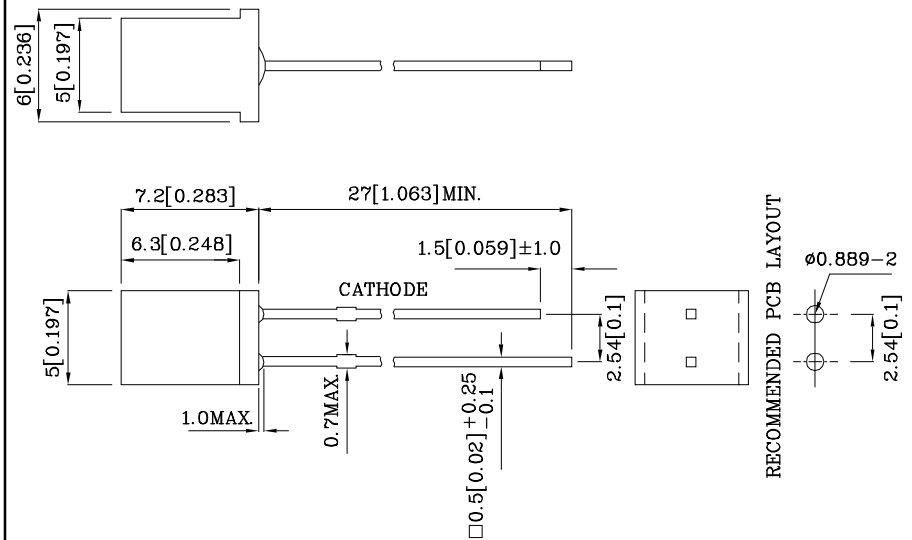 6[0.236]
5[0.197]
7.2[0.283]
27[1.063]MIN.
6.3[0.248]
1.5[0.059]±1.0
CATHODE
5[0.197]
1.0MAX.
0.7MAX.
□0.5[0.02]+0.25
-0.1
2.54[0.1]
RECOMMENDED PCB LAYOUT
ø0.889-2
2.54[0.1]